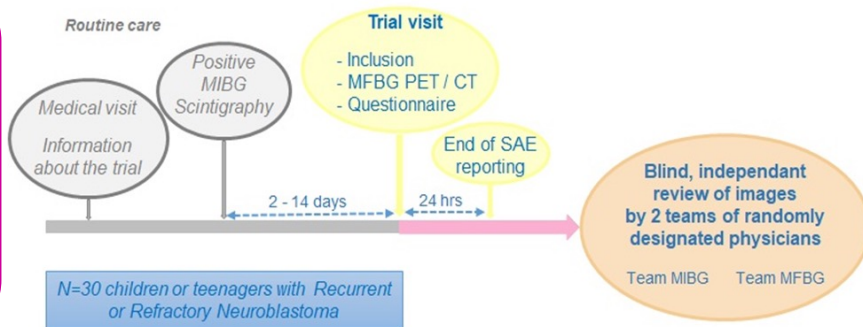 Routine care
Medical visit
Information
about the trial
Positive
MIBG
Scintigraphy
Trial visit
- Inclusion
- MFBG PET / CT
- Questionnaire
End of SAE
reporting
2 - 14 days
24 hrs
Blind, independant
review of images
by 2 teams of randomly
designated physicians
Team MIBG Team MFBG
N=30 children or teenagers with Recurrent
or Refractory Neuroblastoma